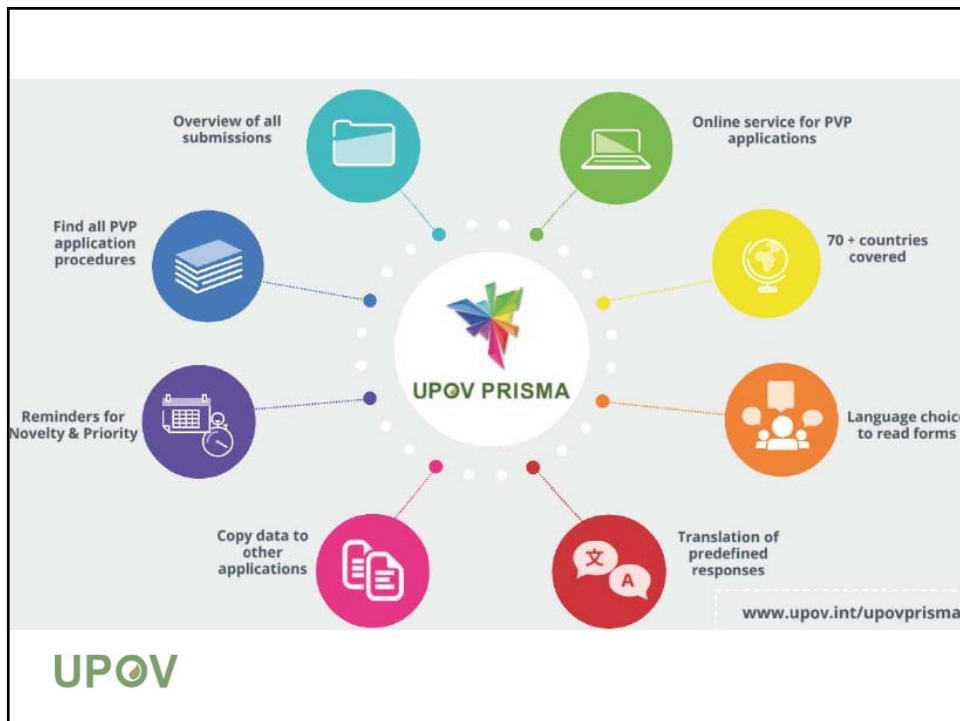 Overview of all
submissions
Online service for PVP
applications
Find all PVP
application
procedures
70 + countries
covered
UPOV PRISMA
Reminders for
Novelty & Priority
Language choice
to read forms
Copy data to
other
applications
Translation of
predefined
responses
文
A
www.upov.int/upovprisma
UPOV